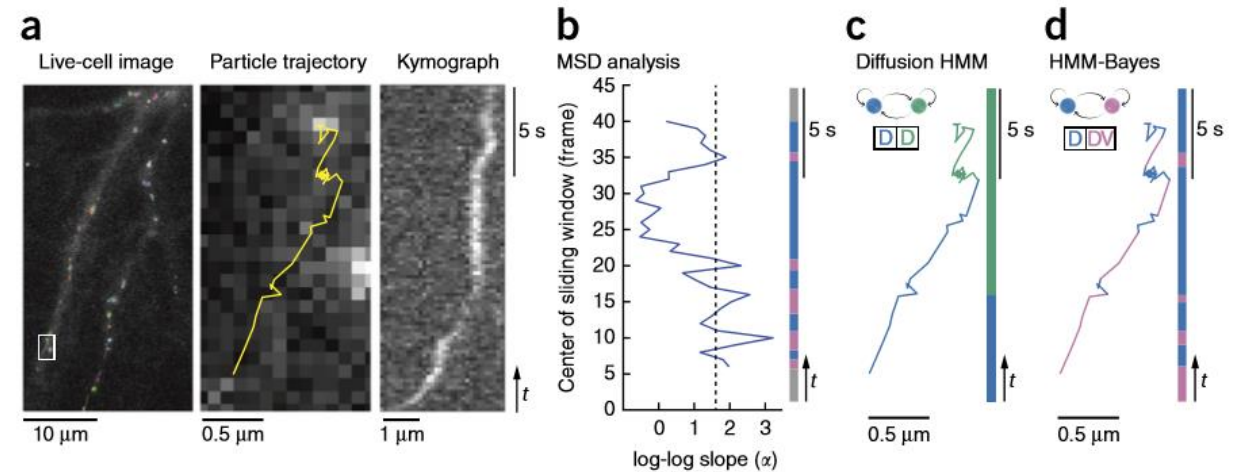 a
Live-cell image
Particle trajectory
Kymograph
5 s
t
10 μm
0.5 μm
1 μm
b
MSD analysis
Center of sliding window (frame)
45
40
35
30
25
20
15
10
5
0
0 1 2 3
log-log slope (α)
c
Diffusion HMM
D D
5 s
t
0.5 μm
d
HMM-Bayes
D DV
5 s
t
0.5 μm